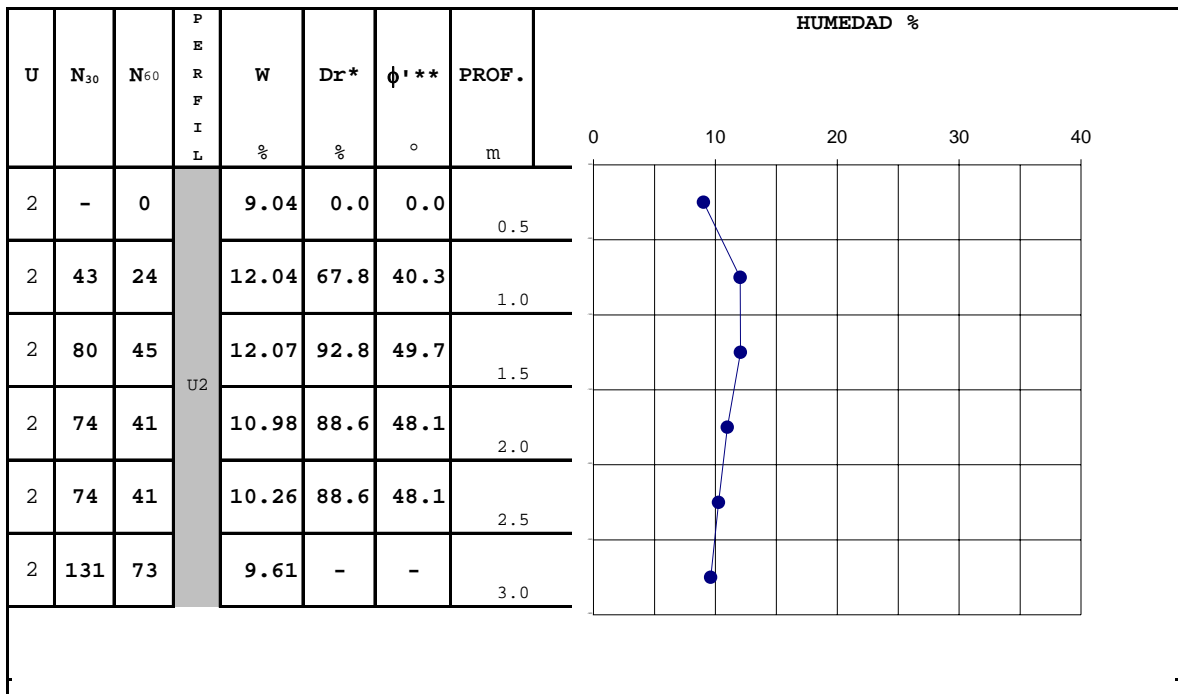 HUMEDAD %
U N₃₀ N60 PERFIL W Dr* ϕ'** PROF.
% % ° m
0 10 20 30 40
2 - 0 9.04 0.0 0.0 0.5
2 43 24 12.04 67.8 40.3 1.0
2 80 45 12.07 92.8 49.7 1.5
U2
2 74 41 10.98 88.6 48.1 2.0
2 74 41 10.26 88.6 48.1 2.5
2 131 73 9.61 - - 3.0